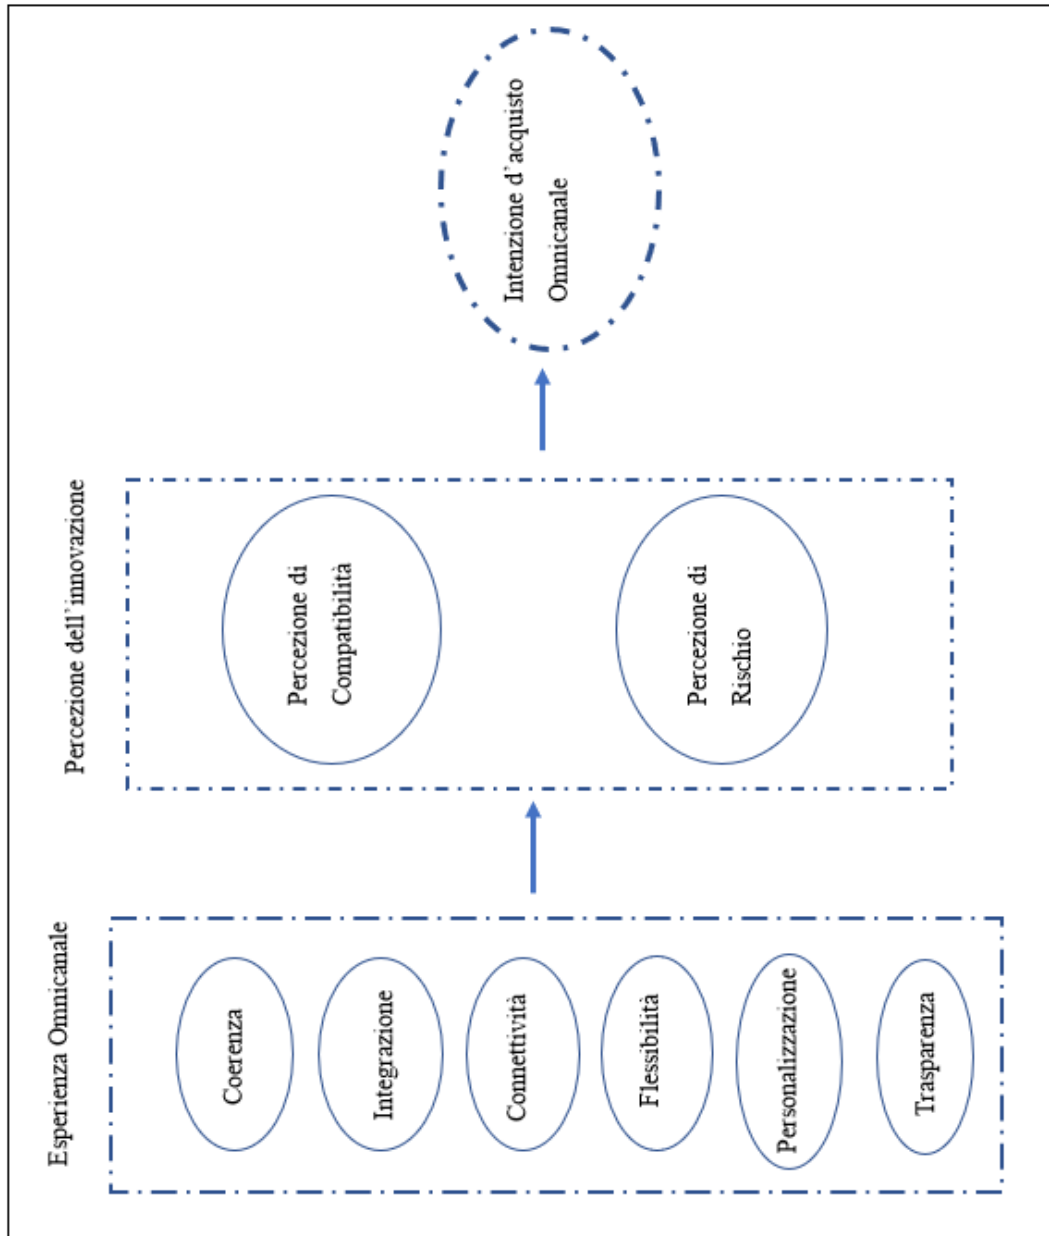 Esperienza Omnicanale
Coerenza
Integrazione
Connettività
Flessibilità
Personalizzazione
Trasparenza
Percezione dell'innovazione
Percezione di
Compatibilità
Percezione di
Rischio
Intenzione d'acquisto
Omnicanale